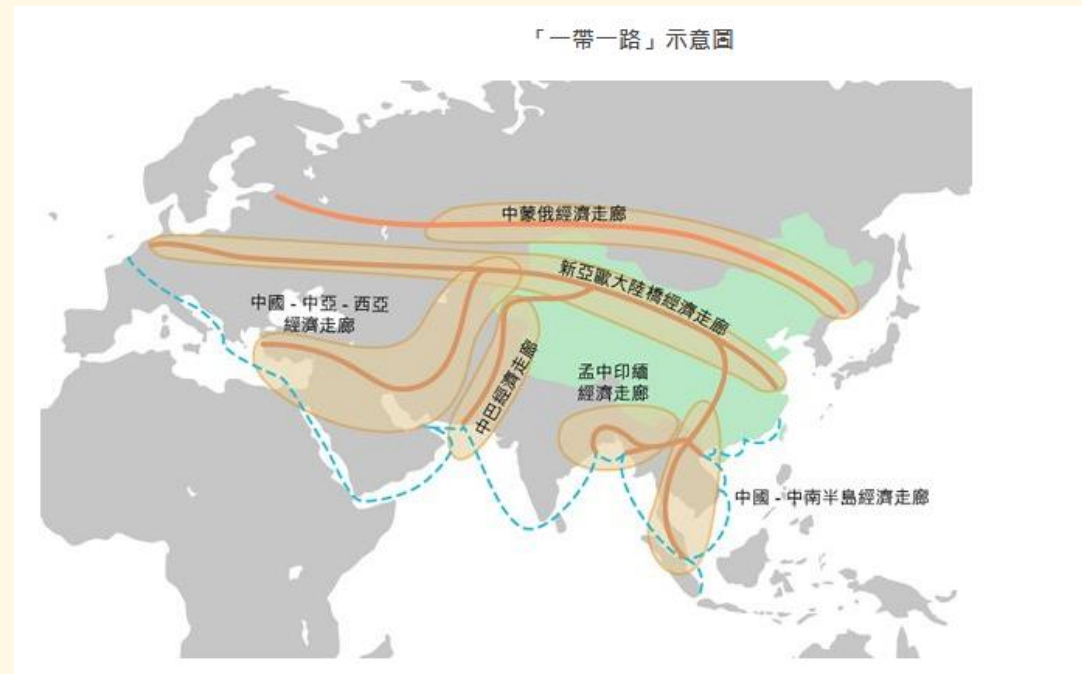 「一帶一路」示意圖
中蒙俄經濟走廊
新亞歐大陸橋經濟走廊
中國 - 中亞 - 西亞
經濟走廊
中巴經濟走廊
孟中印緬
經濟走廊
中國 - 中南半島經濟走廊